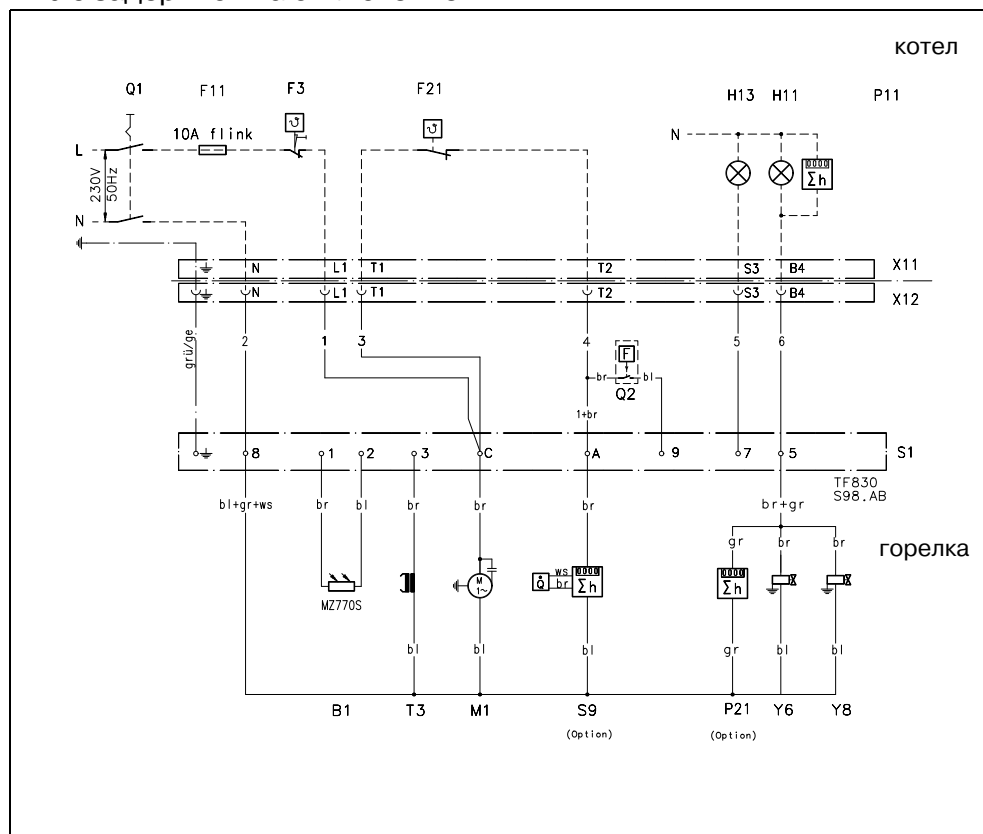 котел
Q1 F11 F3 F21 H13 H11 P11
10A flink
N
0000
Σh
L
230V
50Hz
N
N L1 T1 T2 S3 B4 X11
N L1 T1 T2 S3 B4 X12
grü/ge 2 1 3 4 5 6
F
br bl
Q2
1+br
8 1 2 3 C A 9 7 5 S1
TF830
S98.AB
bl+gr+ws br bl br br br br+gr
gr br br
горелка
M
1~
Q ws
br
0000
Σh
0000
Σh
MZ770S
bl bl bl gr bl bl
B1 T3 M1 S9 P21 Y6 Y8
(Option) (Option)